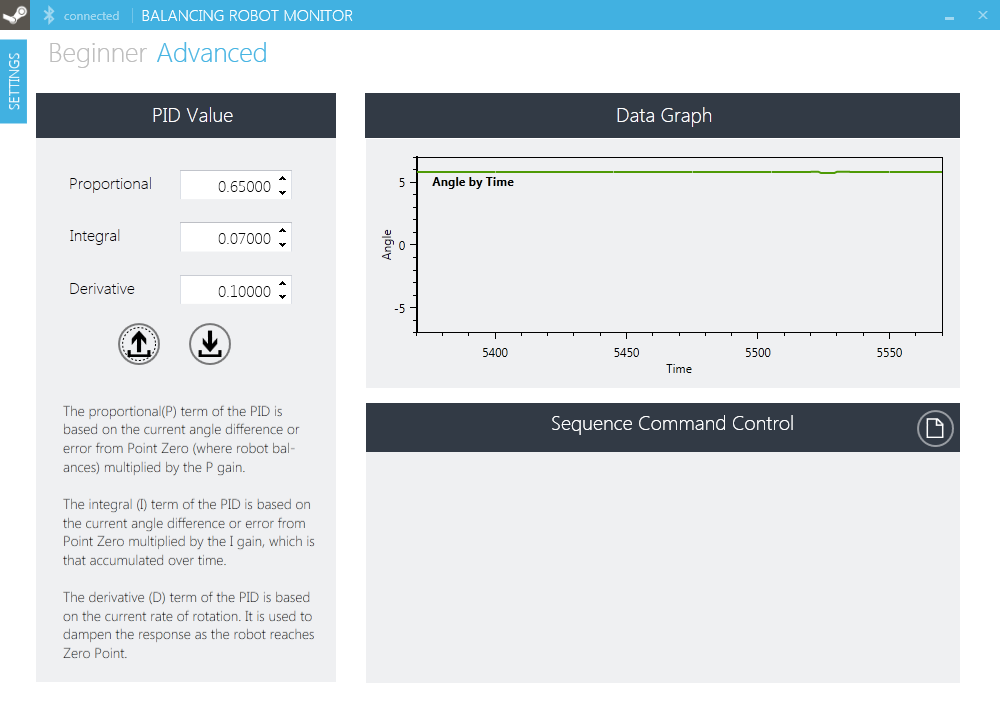 connected
BALANCING ROBOT MONITOR
SETTINGS
Beginner Advanced
PID Value
Proportional 0.65000
Integral 0.07000
Derivative 0.10000
The proportional(P) term of the PID is
based on the current angle difference or
error from Point Zero (where robot bal-
ances) multiplied by the P gain.
The integral (I) term of the PID is based on
the current angle difference or error from
Point Zero multiplied by the I gain, which is
that accumulated over time.
The derivative (D) term of the PID is based
on the current rate of rotation. It is used to
dampen the response as the robot reaches
Zero Point.
Data Graph
Angle by Time
Angle
5
0
-5
5400 5450 5500 5550
Time
Sequence Command Control